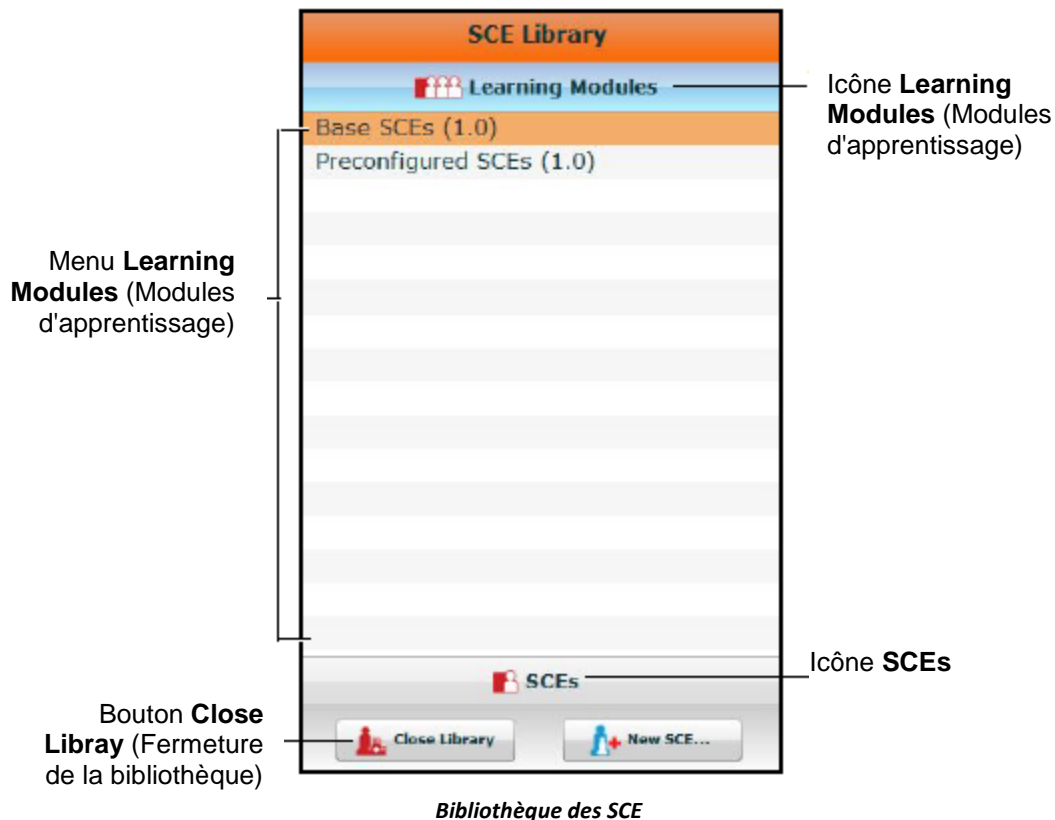 SCE Library
Learning Modules
Base SCEs (1.0)
Preconfigured SCEs (1.0)
Icône Learning
Modules (Modules
d'apprentissage)
Menu Learning
Modules (Modules
d'apprentissage)
SCEs
Icône SCEs
Close Library
New SCE...
Bouton Close
Libray (Fermeture
de la bibliothèque)
Bibliothèque des SCE